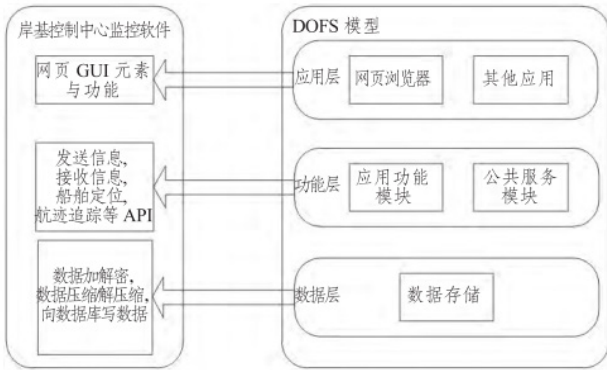 岸基控制中心监控软件
网页 GUI 元素
与功能
发送信息,
接收信息,
船舶定位,
航迹追踪等 API
数据加解密,
数据压缩解压缩,
向数据库写数据
DOFS 模型
应用层
网页浏览器
其他应用
功能层
应用功能
模块
公共服务
模块
数据层
数据存储